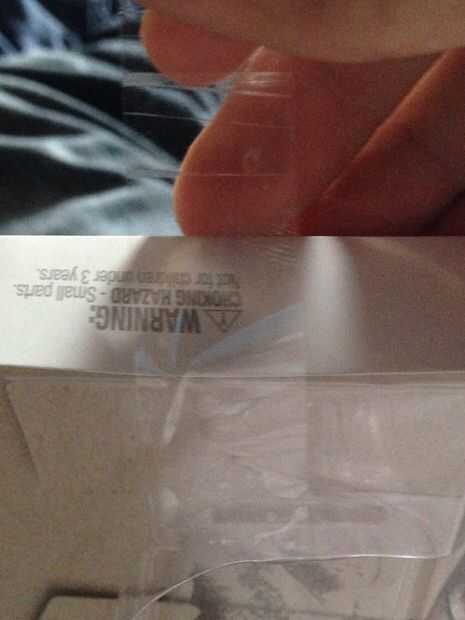 WARNING:
CHOKING HAZARD - Small parts.
Not for children under 3 years.